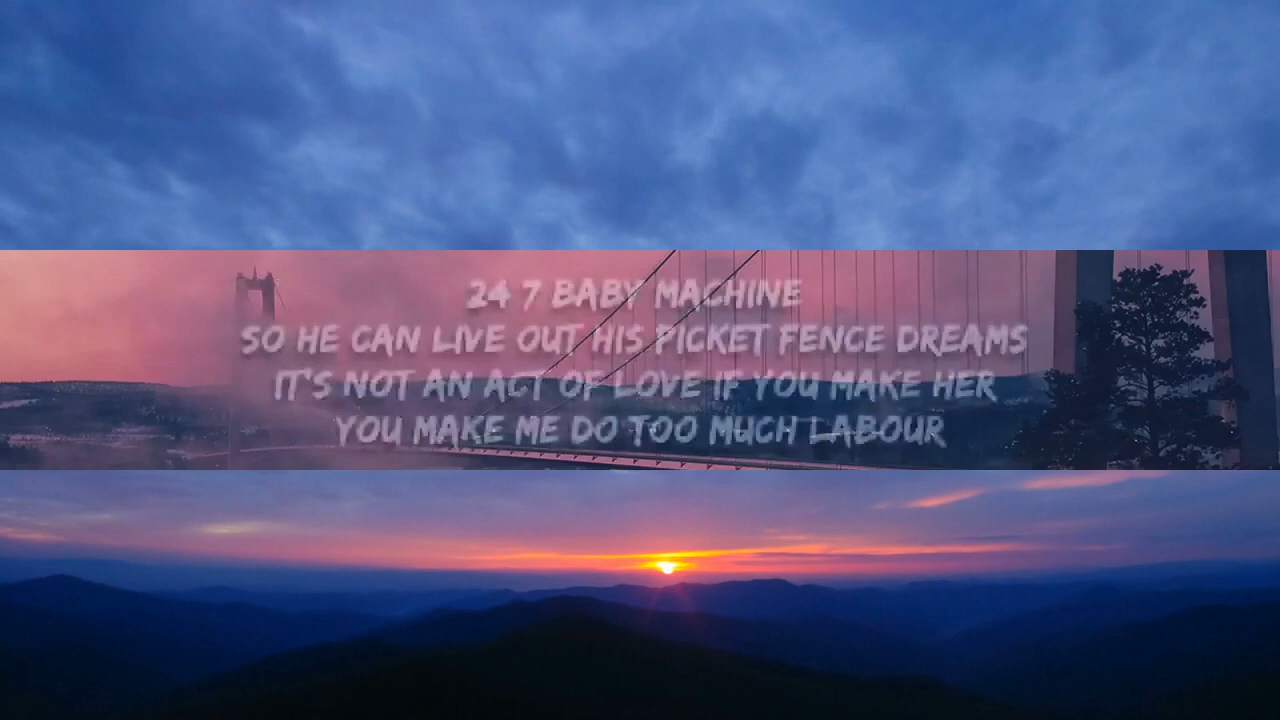 24 7 BABY MACHINE
SO HE CAN LIVE OUT HIS PICKET FENCE DREAMS
IT'S NOT AN ACT OF LOVE IF YOU MAKE HER
YOU MAKE ME DO TOO MUCH LABOUR